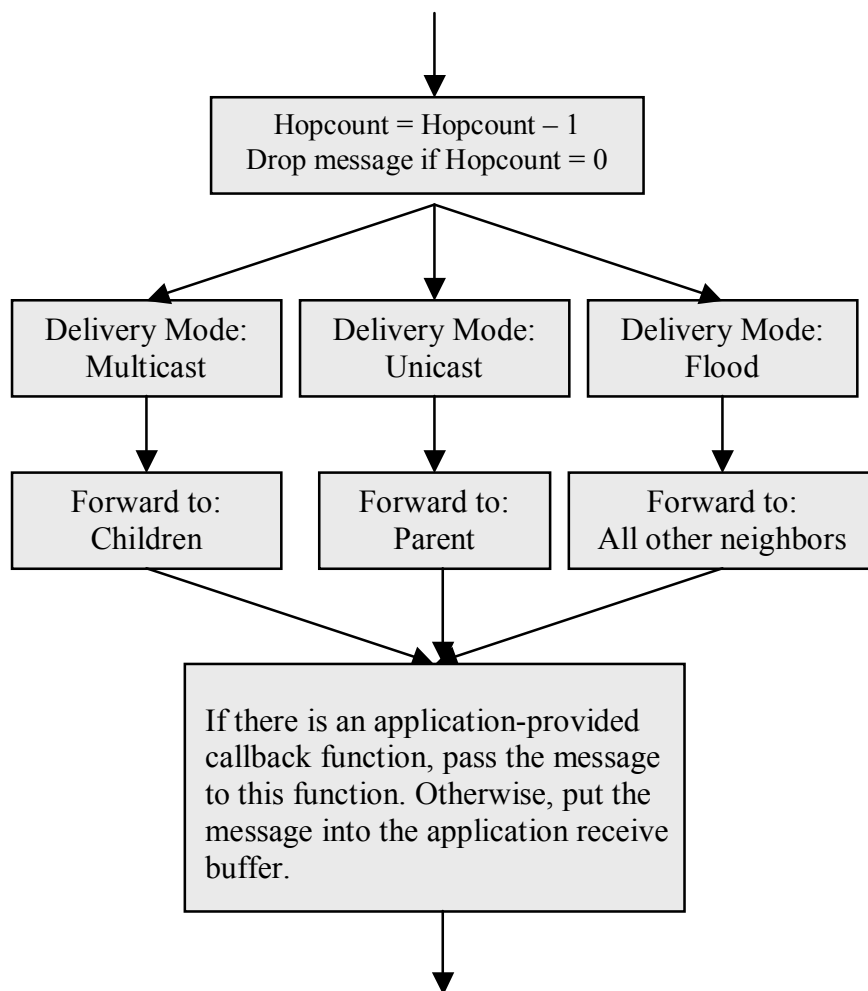 Hopcount = Hopcount – 1
Drop message if Hopcount = 0
Delivery Mode:
Multicast
Delivery Mode:
Unicast
Delivery Mode:
Flood
Forward to:
Children
Forward to:
Parent
Forward to:
All other neighbors
If there is an application-provided
callback function, pass the message
to this function. Otherwise, put the
message into the application receive
buffer.